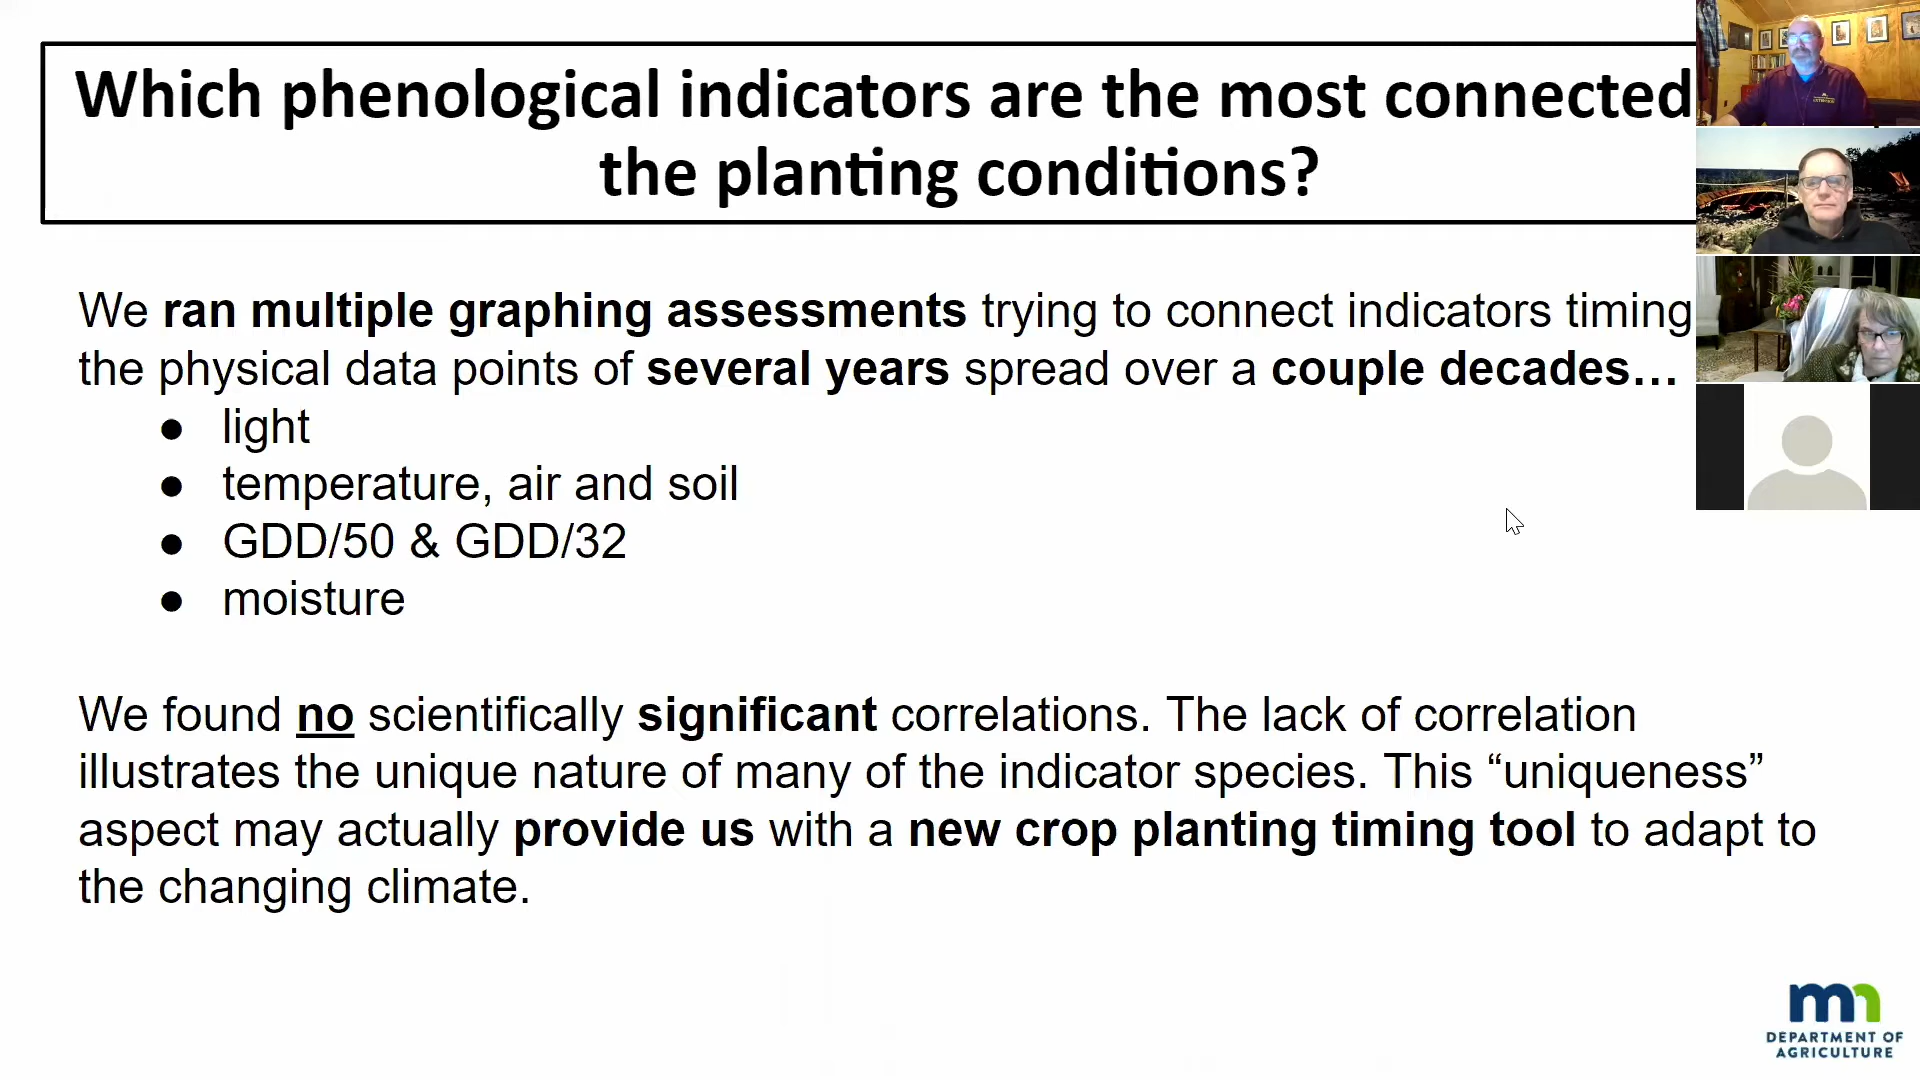 Which phenological indicators are the most connected
the planting conditions?
We ran multiple graphing assessments trying to connect indicators timing
the physical data points of several years spread over a couple decades…
● light
● temperature, air and soil
● GDD/50 & GDD/32
● moisture
We found no scientifically significant correlations. The lack of correlation
illustrates the unique nature of many of the indicator species. This “uniqueness”
aspect may actually provide us with a new crop planting timing tool to adapt to
the changing climate.
mn
DEPARTMENT OF
AGRICULTURE